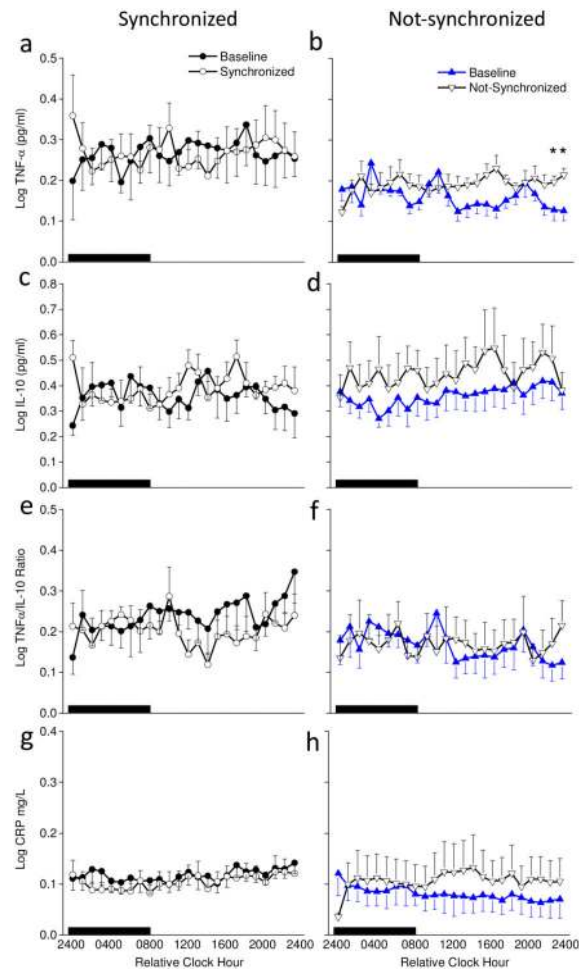 Synchronized
Not-synchronized
a
Baseline
Synchronized
Log TNF-α (pg/ml)
0.5
0.4
0.3
0.2
0.1
0.0
b
Baseline
Not-Synchronized
★★
c
Log IL-10 (pg/ml)
0.8
0.7
0.6
0.5
0.4
0.3
0.2
0.1
0.0
d
e
Log TNFα/IL-10 Ratio
0.5
0.4
0.3
0.2
0.1
0.0
f
g
Log CRP mg/L
0.4
0.3
0.2
0.1
0.0
h
2400 0400 0800 1200 1600 2000 2400
Relative Clock Hour
2400 0400 0800 1200 1600 2000 2400
Relative Clock Hour